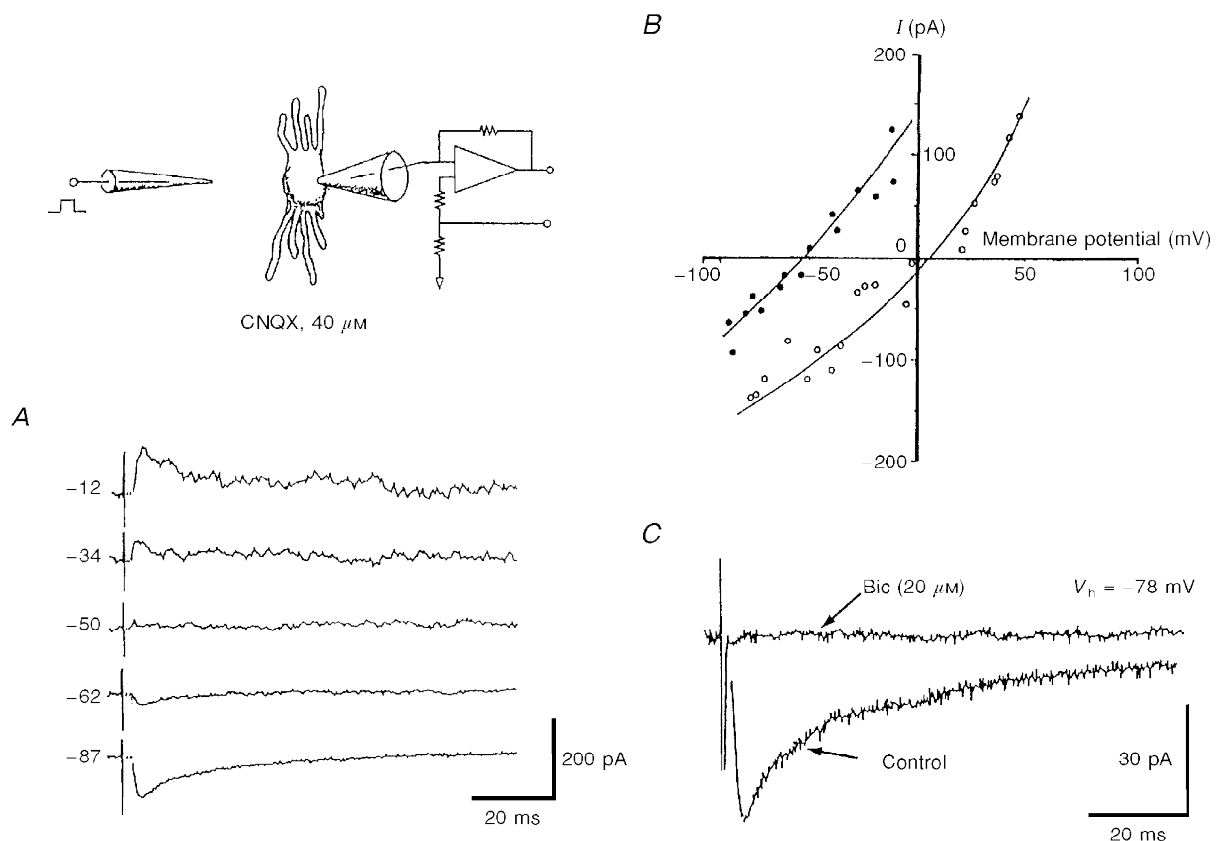 CNQX, 40 μM
A
−12
−34
−50
−62
−87
200 pA
20 ms
B
I (pA)
200
100
0
Membrane potential (mV)
−100
−50
50
100
−100
−200
C
Bic (20 μM)
Vh = −78 mV
Control
30 pA
20 ms